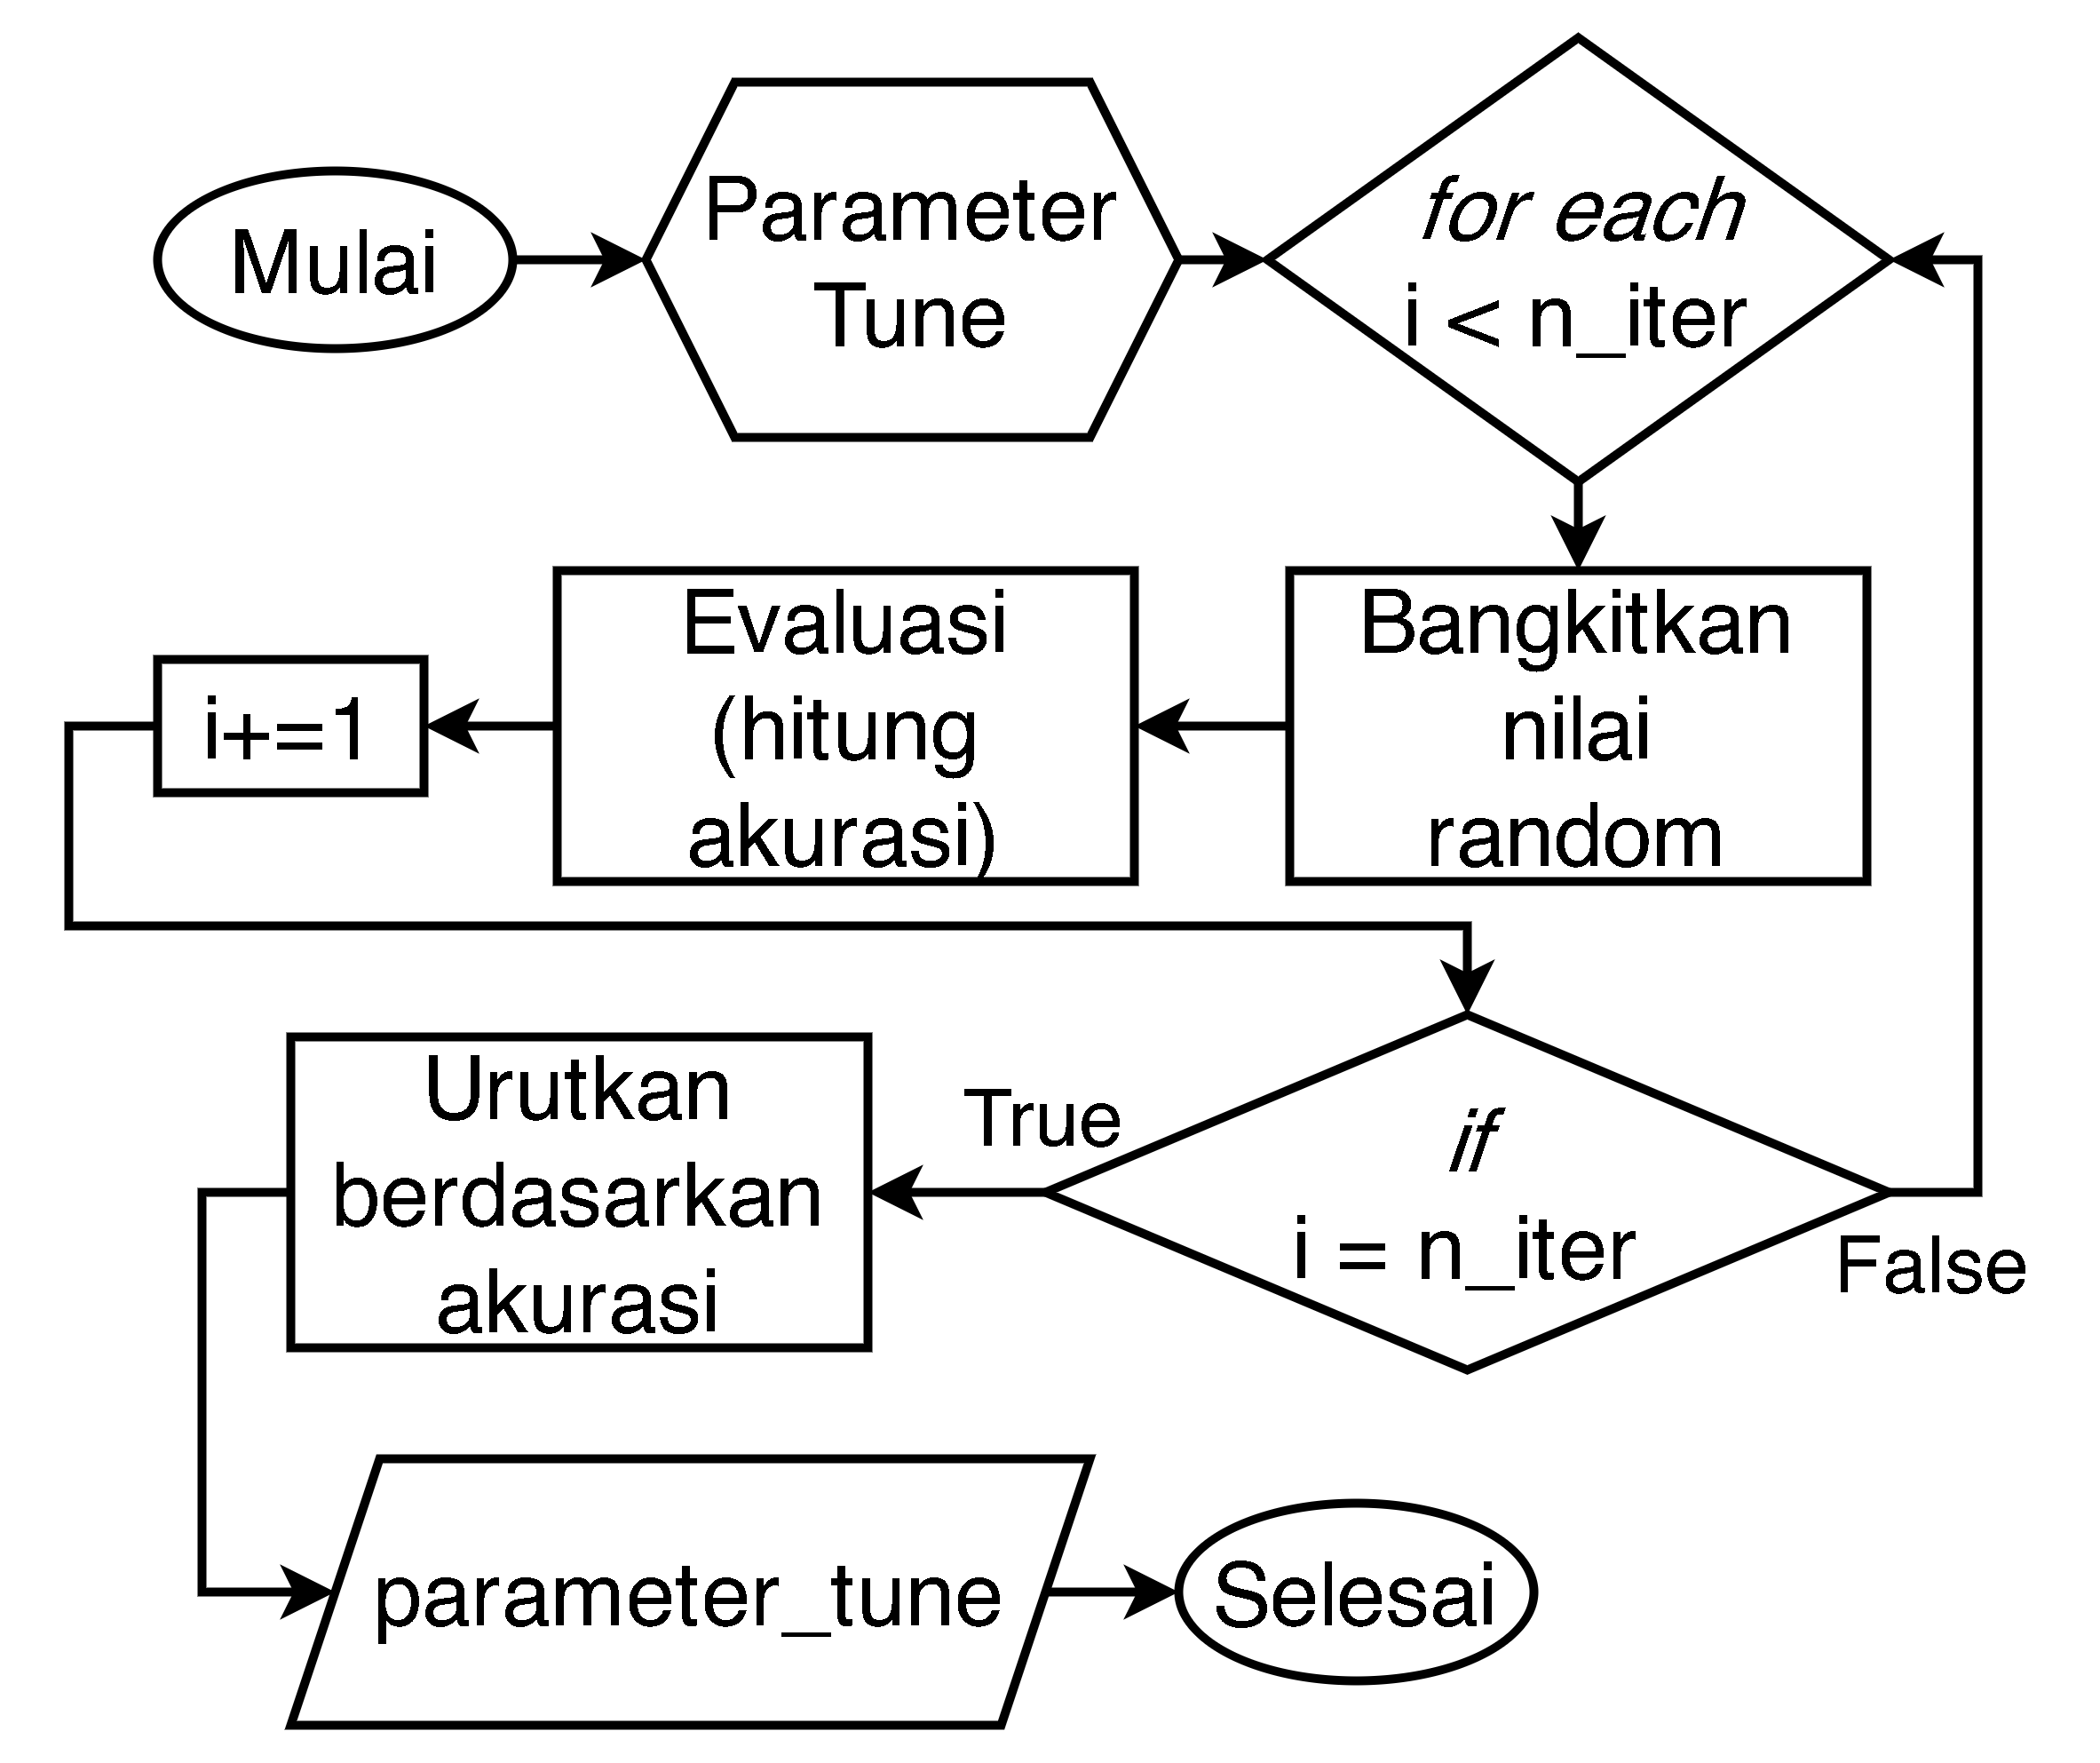 Mulai
Parameter
Tune
for each
i < n_iter
Bangkitkan
nilai
random
Evaluasi
(hitung
akurasi)
i+=1
if
i = n_iter
True
False
Urutkan
berdasarkan
akurasi
parameter_tune
Selesai